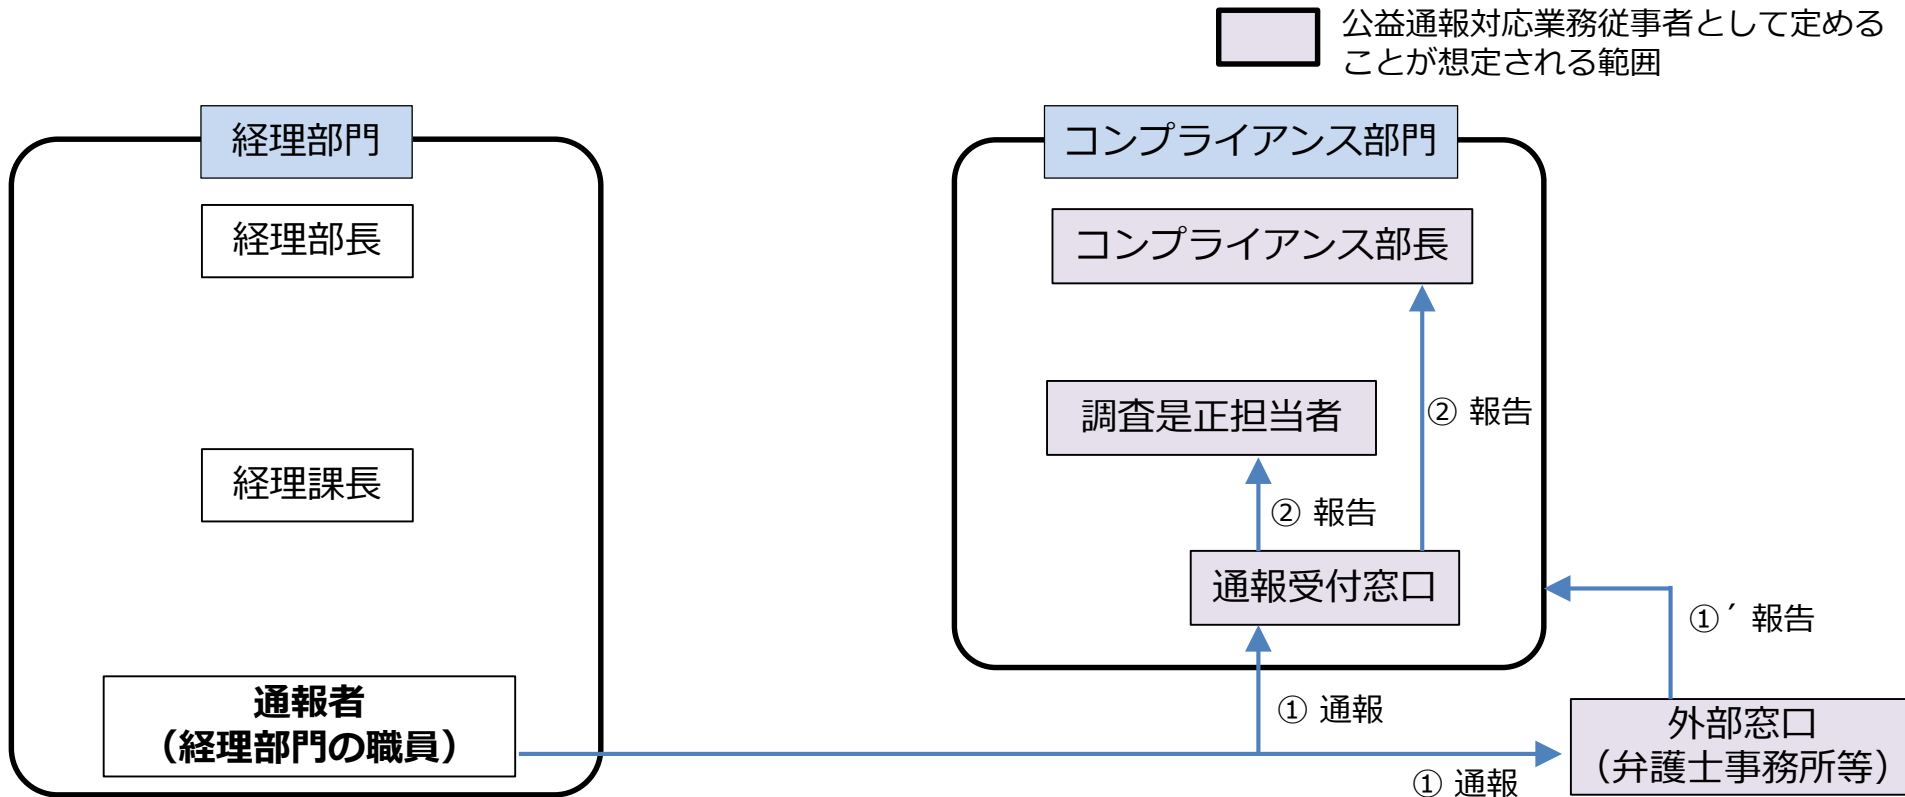 公益通報対応業務従事者として定める
ことが想定される範囲
経理部門
経理部長
経理課長
通報者
（経理部門の職員）
コンプライアンス部門
コンプライアンス部長
調査是正担当者
② 報告
② 報告
通報受付窓口
① 通報
①´ 報告
外部窓口
（弁護士事務所等）
① 通報